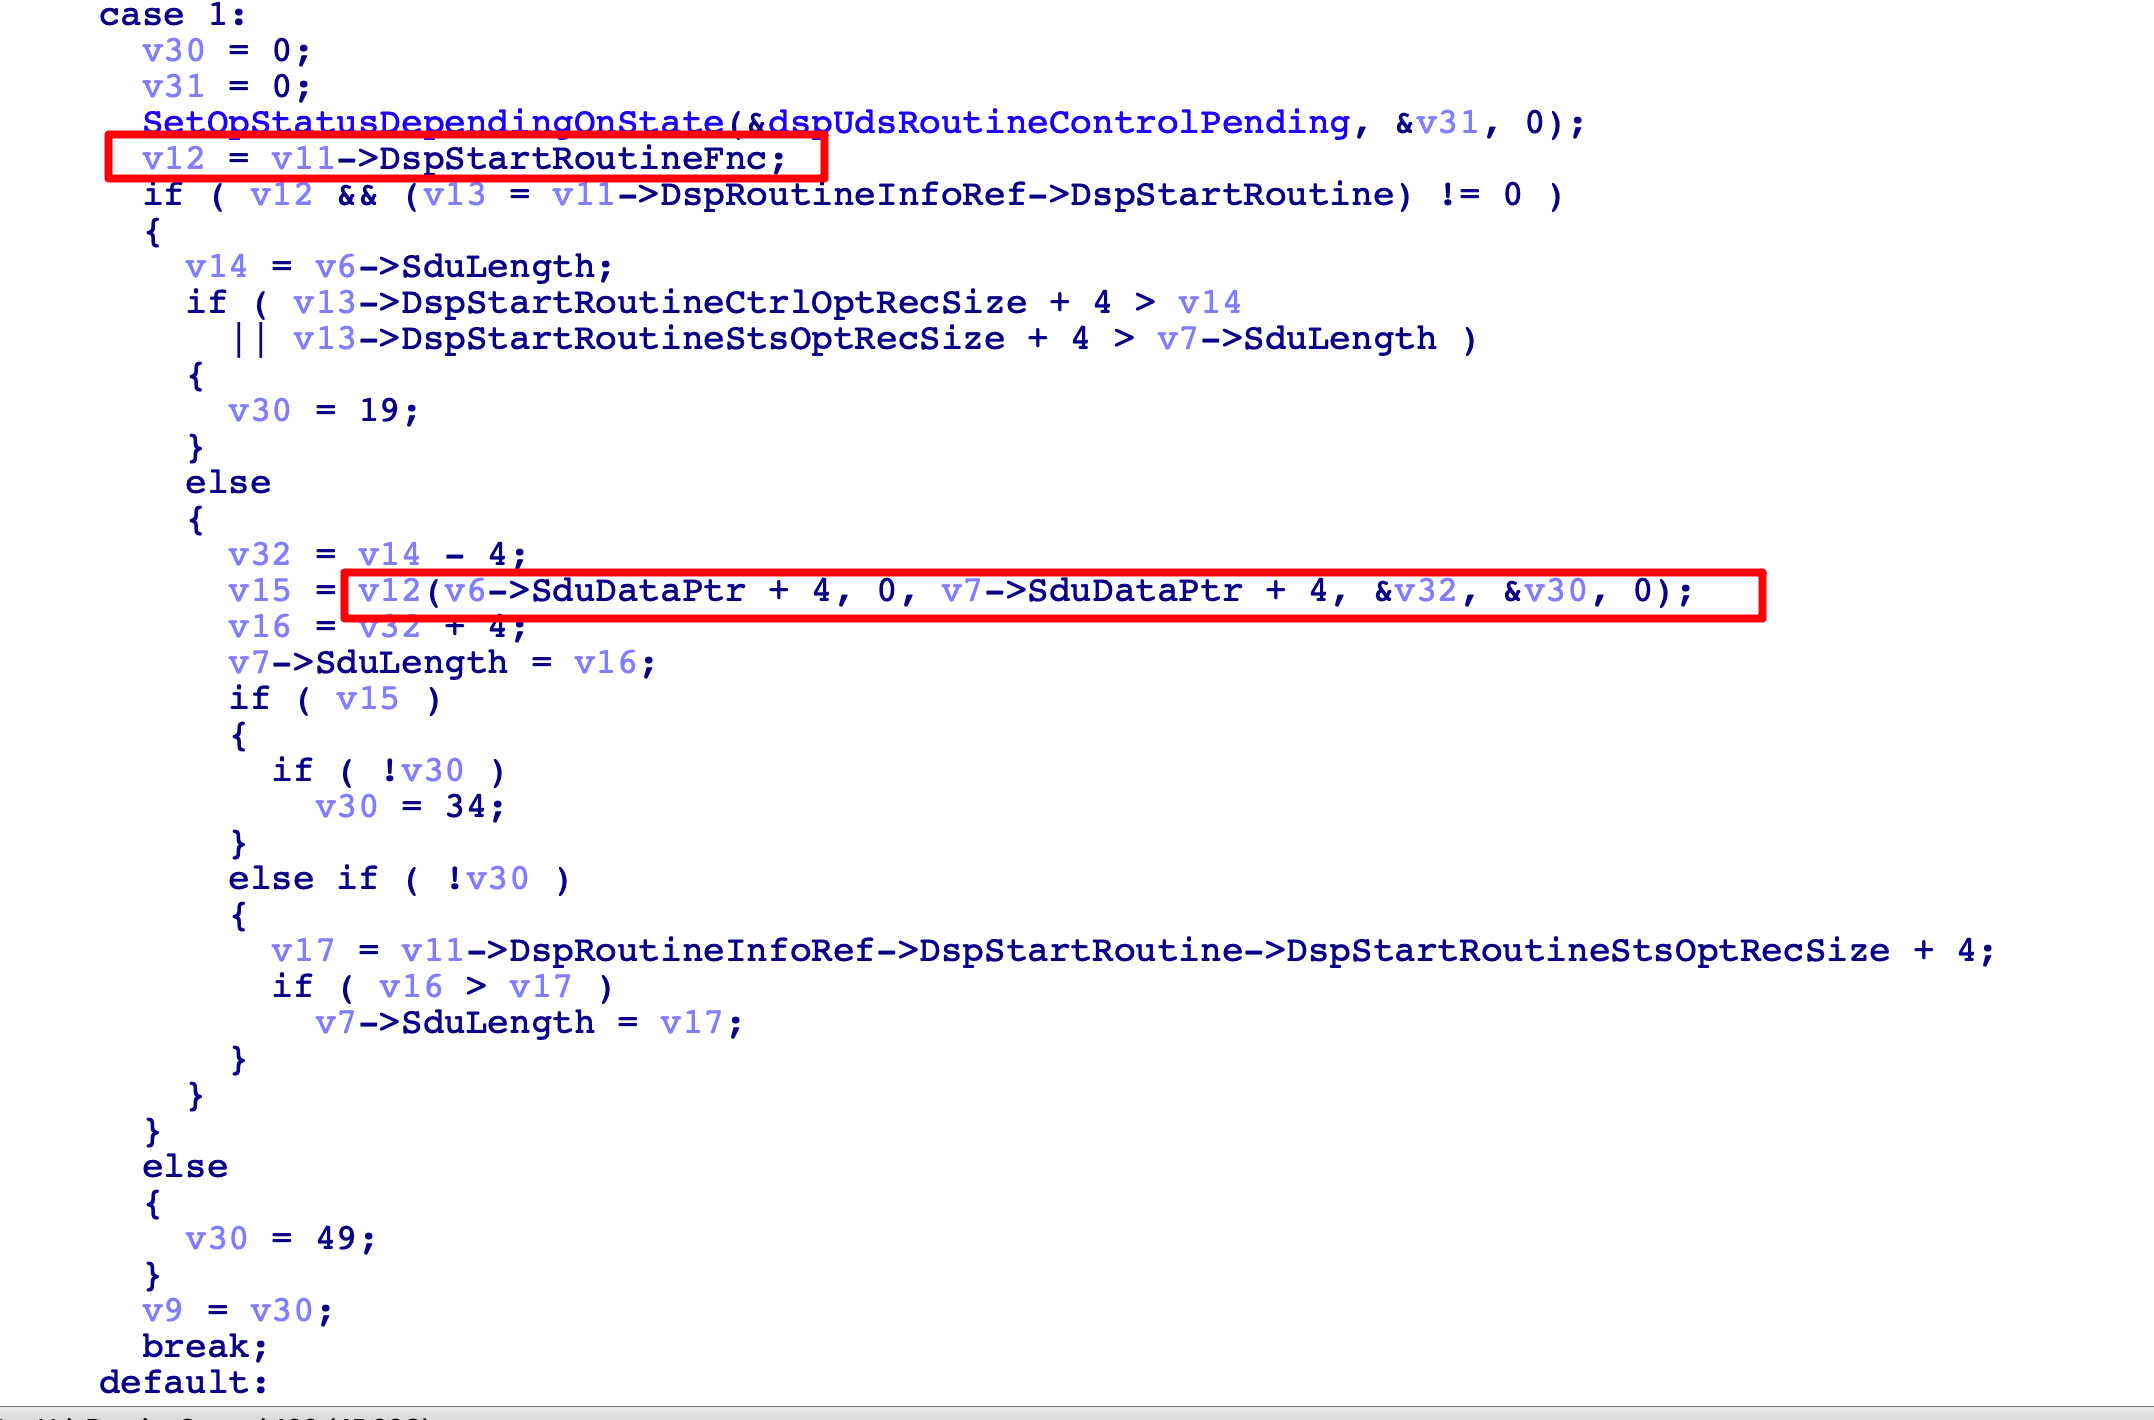 case 1:
v30 = 0;
v31 = 0;
SetOpStatusDependingOnState(&dspUdsRoutineControlPending, &v31, 0);
v12 = v11->DspStartRoutineFnc;
if ( v12 && (v13 = v11->DspRoutineInfoRef->DspStartRoutine) != 0 )
{
v14 = v6->SduLength;
if ( v13->DspStartRoutineCtrlOptRecSize + 4 > v14
|| v13->DspStartRoutineStsOptRecSize + 4 > v7->SduLength )
{
v30 = 19;
}
else
{
v32 = v14 - 4;
v15 = v12(v6->SduDataPtr + 4, 0, v7->SduDataPtr + 4, &v32, &v30, 0);
v16 = v32 + 4;
v7->SduLength = v16;
if ( v15 )
{
if ( !v30 )
v30 = 34;
}
else if ( !v30 )
{
v17 = v11->DspRoutineInfoRef->DspStartRoutine->DspStartRoutineStsOptRecSize + 4;
if ( v16 > v17 )
v7->SduLength = v17;
}
}
}
else
{
v30 = 49;
}
v9 = v30;
break;
default: